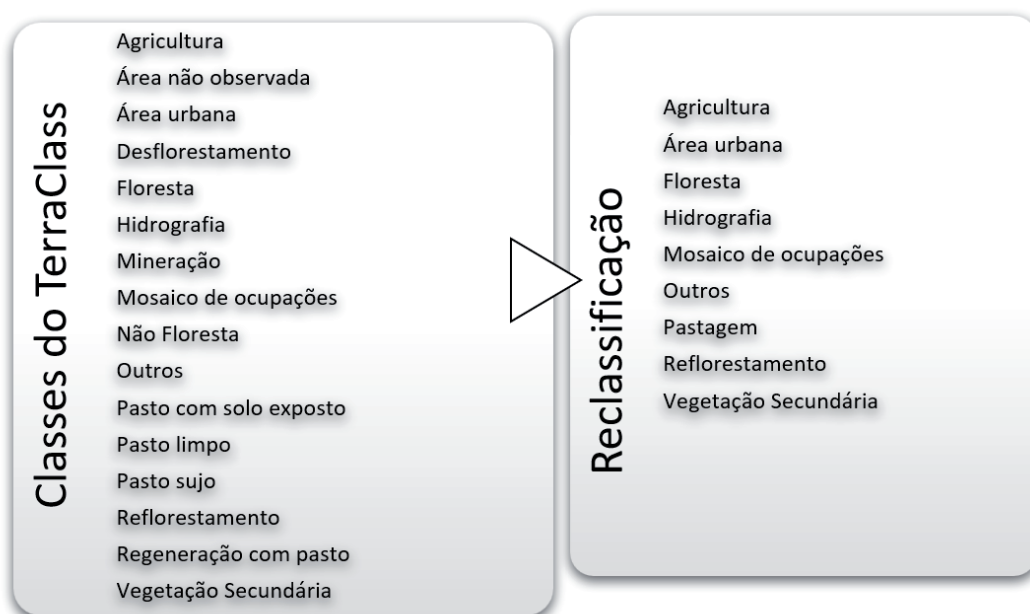 Classes do TerraClass
Agricultura
Área não observada
Área urbana
Desflorestamento
Floresta
Hidrografia
Mineração
Mosaico de ocupações
Não Floresta
Outros
Pasto com solo exposto
Pasto limpo
Pasto sujo
Reflorestamento
Regeneração com pasto
Vegetação Secundária
Reclassificação
Agricultura
Área urbana
Floresta
Hidrografia
Mosaico de ocupações
Outros
Pastagem
Reflorestamento
Vegetação Secundária